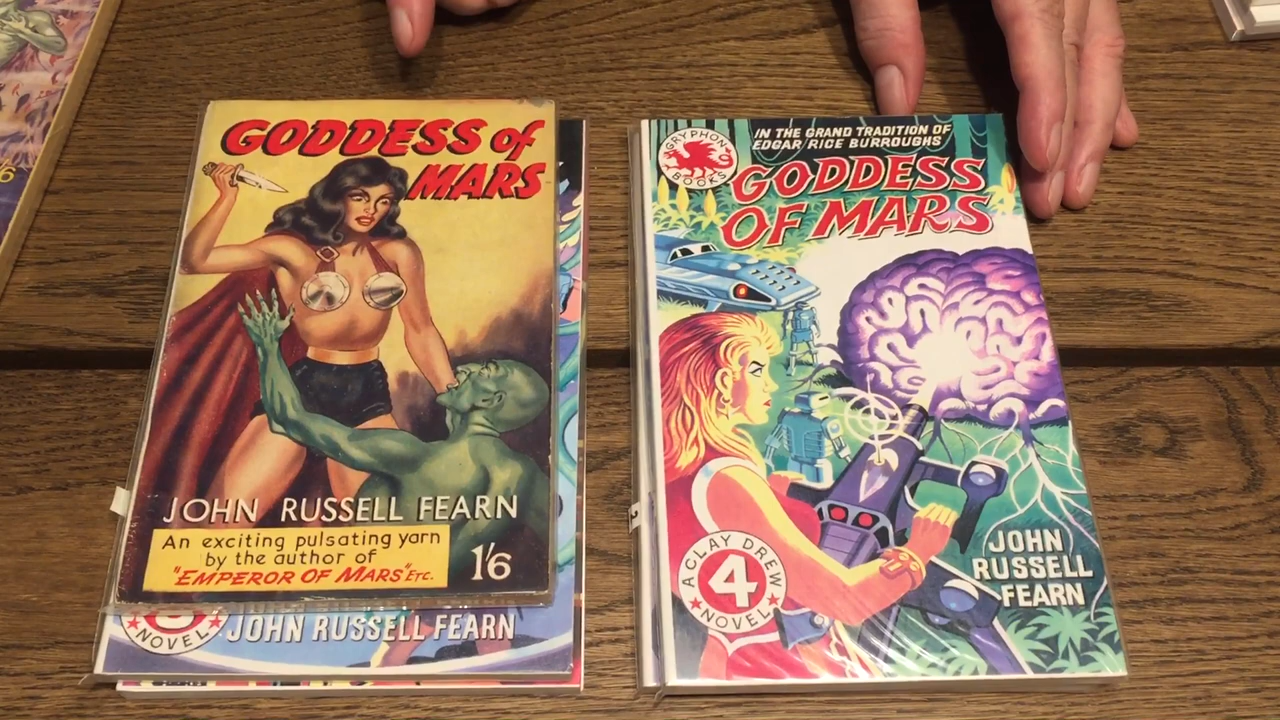 GODDESS of
MARS
JOHN RUSSELL FEARN
An exciting pulsating yarn
by the author of
"EMPEROR OF MARS" ETC.
1/6
NOVEL
JOHN RUSSELL FEARN
GRYPHON
BOOKS
IN THE GRAND TRADITION OF
EDGAR RICE BURROUGHS
GODDESS
OF MARS
A CLAY DREW
4
NOVEL
JOHN
RUSSELL
FEARN